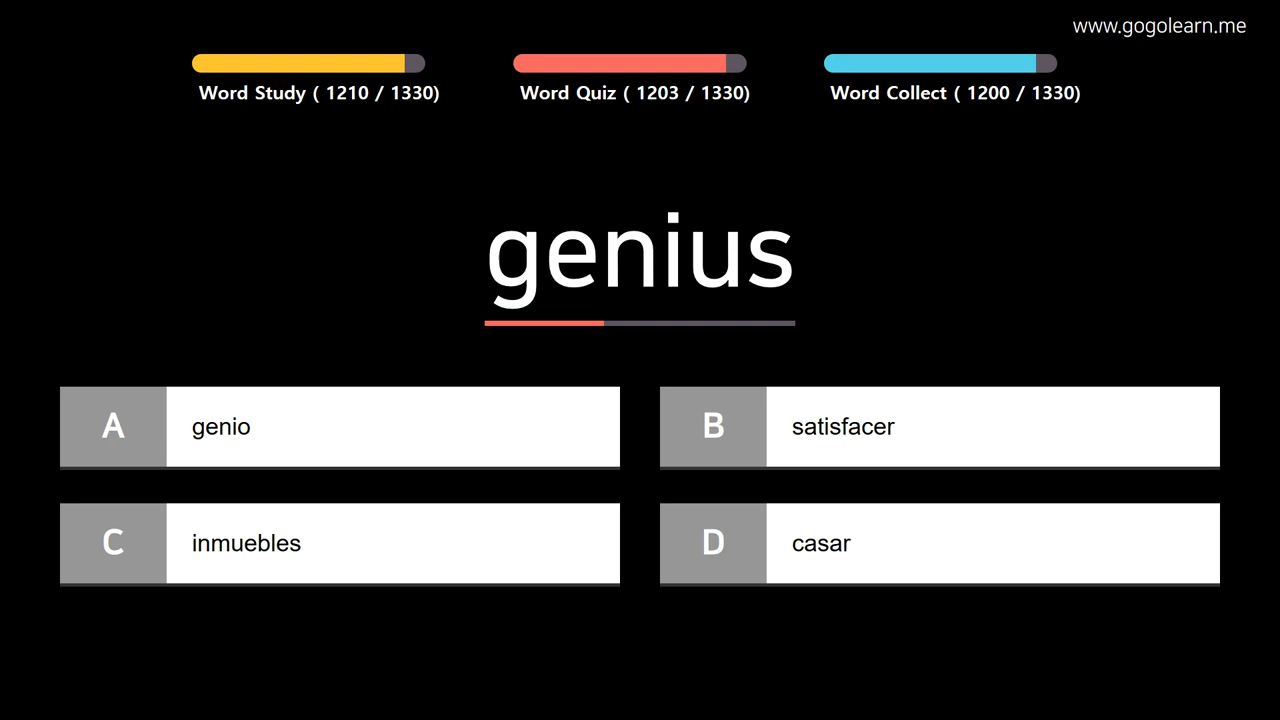 www.gogolearn.me
Word Study ( 1210 / 1330)
Word Quiz ( 1203 / 1330)
Word Collect ( 1200 / 1330)
genius
A genio
B satisfacer
C inmuebles
D casar